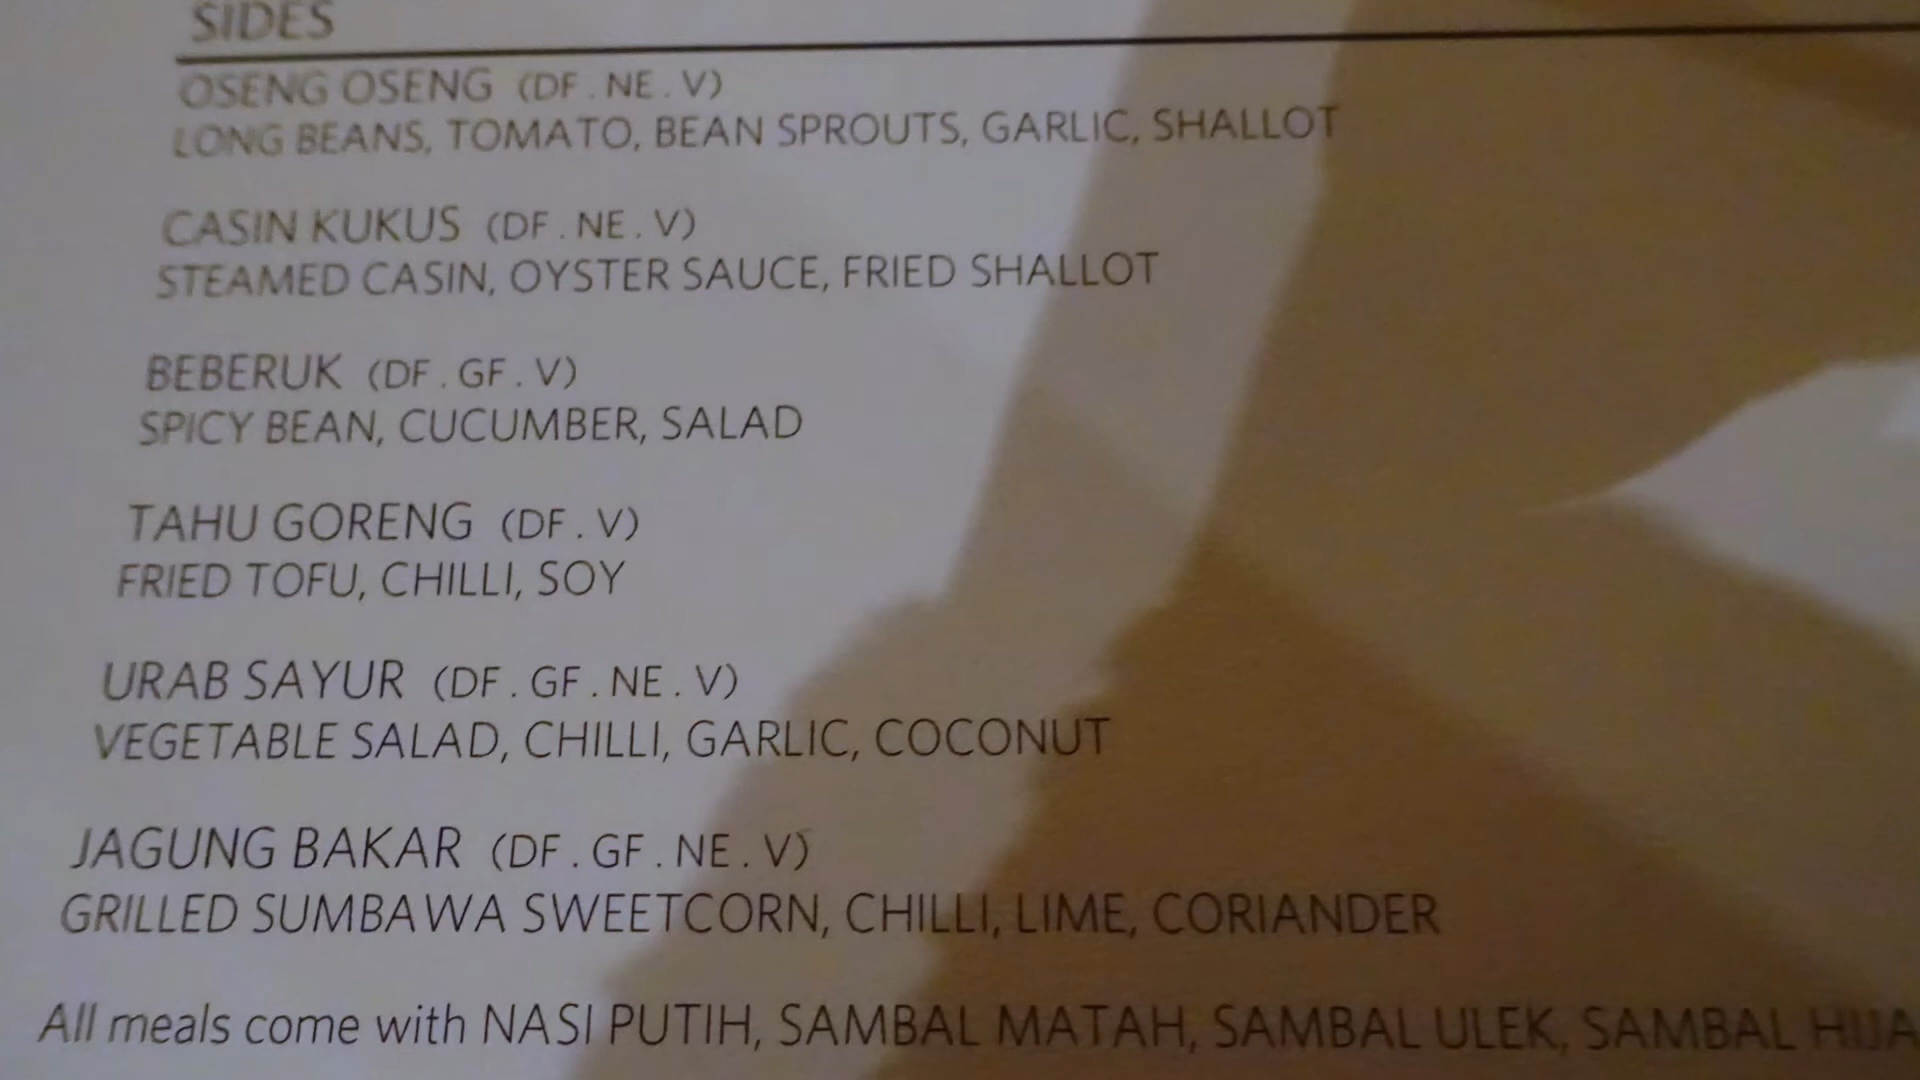 SIDES
OSENG OSENG (DF . NE . V)
LONG BEANS, TOMATO, BEAN SPROUTS, GARLIC, SHALLOT
CASIN KUKUS (DF . NE . V)
STEAMED CASIN, OYSTER SAUCE, FRIED SHALLOT
BEBERUK (DF . GF . V)
SPICY BEAN, CUCUMBER, SALAD
TAHU GORENG (DF . V)
FRIED TOFU, CHILLI, SOY
URAB SAYUR (DF . GF . NE . V)
VEGETABLE SALAD, CHILLI, GARLIC, COCONUT
JAGUNG BAKAR (DF . GF . NE . V)
GRILLED SUMBAWA SWEETCORN, CHILLI, LIME, CORIANDER
All meals come with NASI PUTIH, SAMBAL MATAH, SAMBAL ULEK, SAMBAL